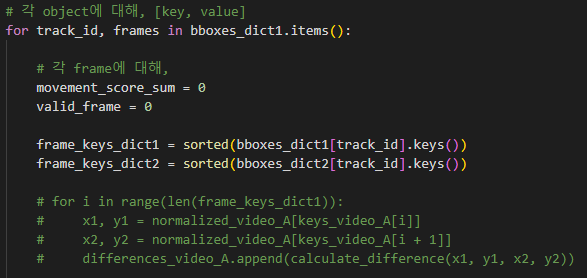 # 각 object에 대해, [key, value]
for track_id, frames in bboxes_dict1.items():
# 각 frame에 대해,
movement_score_sum = 0
valid_frame = 0
frame_keys_dict1 = sorted(bboxes_dict1[track_id].keys())
frame_keys_dict2 = sorted(bboxes_dict2[track_id].keys())
# for i in range(len(frame_keys_dict1)):
#     x1, y1 = normalized_video_A[keys_video_A[i]]
#     x2, y2 = normalized_video_A[keys_video_A[i + 1]]
#     differences_video_A.append(calculate_difference(x1, y1, x2, y2))